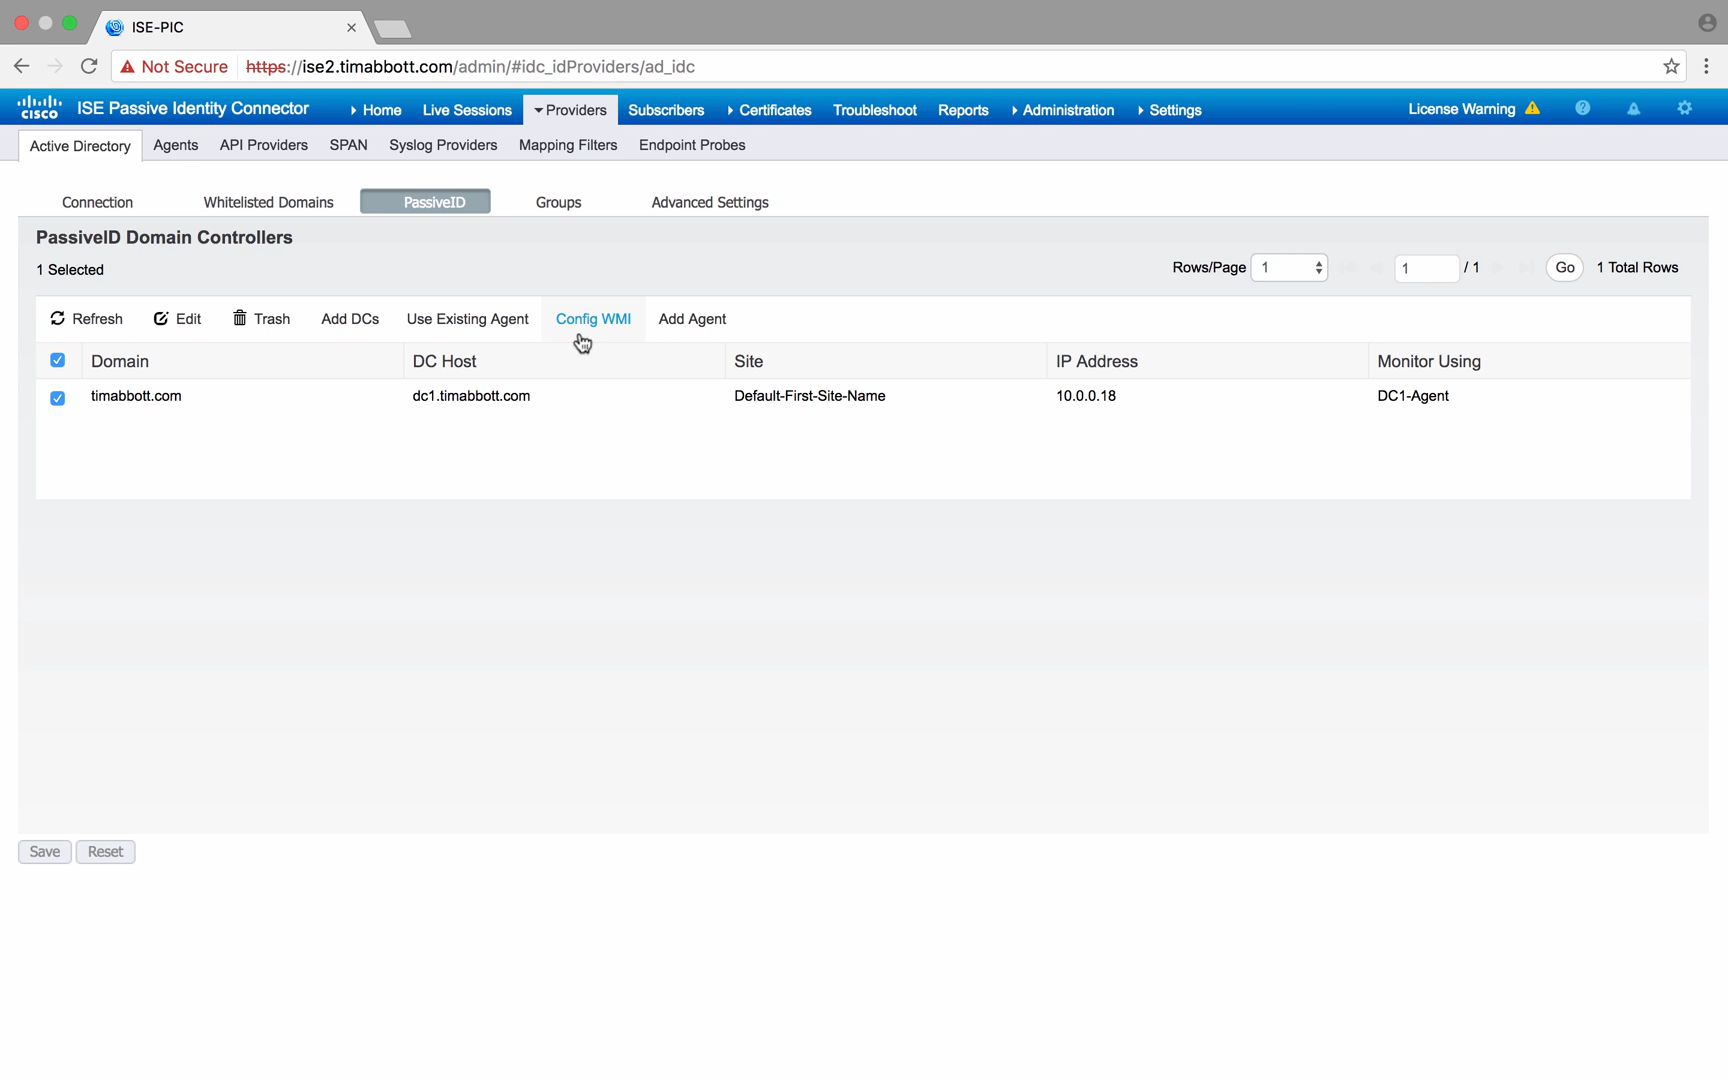 ISE-PIC
Not Secure https://ise2.timabbott.com/admin/#idc_idProviders/ad_idc
CISCO ISE Passive Identity Connector Home Live Sessions Providers Subscribers Certificates Troubleshoot Reports Administration Settings License Warning
Active Directory Agents API Providers SPAN Syslog Providers Mapping Filters Endpoint Probes
Connection Whitelisted Domains PassiveID Groups Advanced Settings
PassiveID Domain Controllers
1 Selected Rows/Page 1 1 / 1 Go 1 Total Rows
Refresh Edit Trash Add DCs Use Existing Agent Config WMI Add Agent
Domain DC Host Site IP Address Monitor Using
timabbott.com dc1.timabbott.com Default-First-Site-Name 10.0.0.18 DC1-Agent
Save Reset